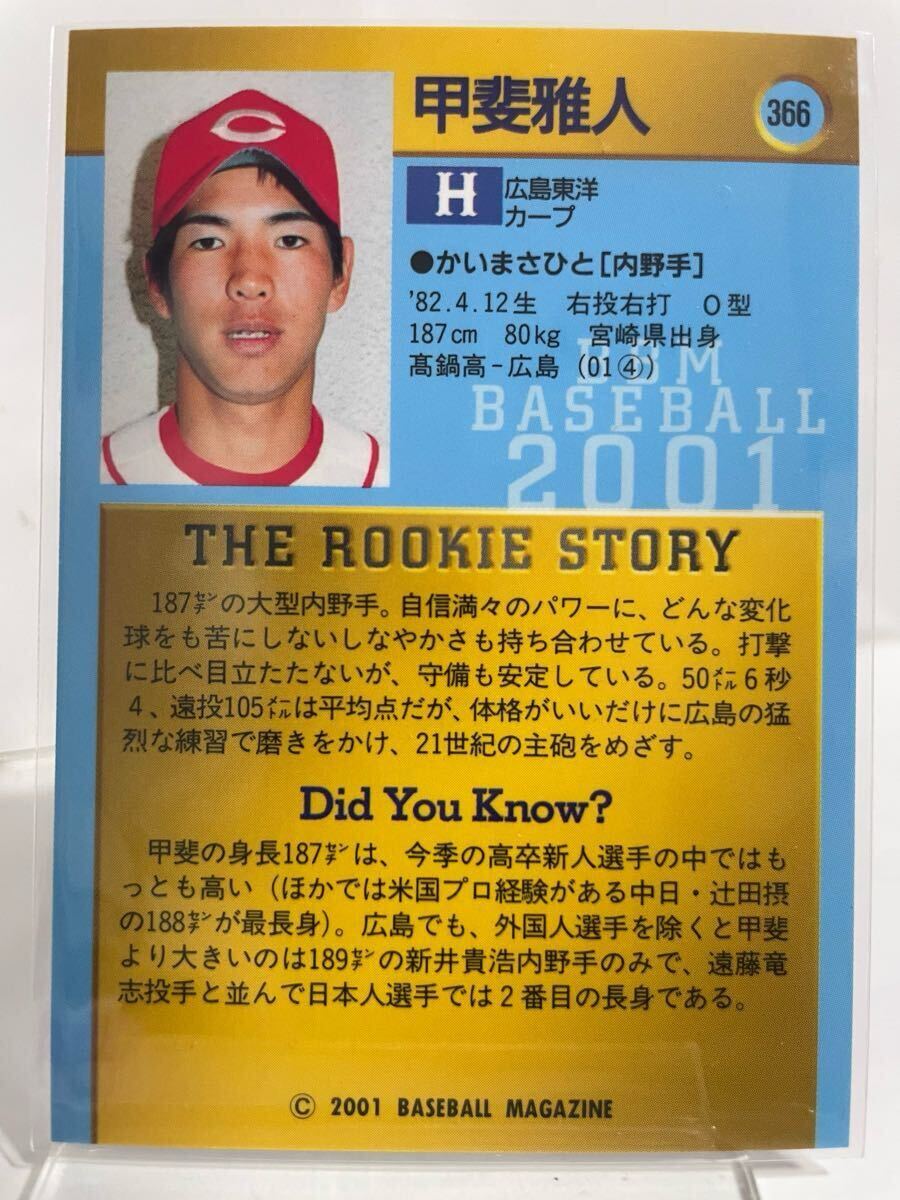 甲斐雅人
366
H
広島東洋
カープ
●かいまさひと[内野手]
'82.4.12生 右投右打 O型
187cm 80kg 宮崎県出身
髙鍋高-広島 (01④)
BBM
BASEBALL
2001
THE ROOKIE STORY
187㌢の大型内野手。自信満々のパワーに、どんな変化
球をも苦にしないしなやかさも持ち合わせている。打撃
に比べ目立たたないが、守備も安定している。50㍍6秒
4、遠投105㍍は平均点だが、体格がいいだけに広島の猛
烈な練習で磨きをかけ、21世紀の主砲をめざす。
Did You Know?
甲斐の身長187㌢は、今季の高卒新人選手の中ではも
っとも高い(ほかでは米国プロ経験がある中日・辻田摂
の188㌢が最長身)。広島でも、外国人選手を除くと甲斐
より大きいのは189㌢の新井貴浩内野手のみで、遠藤竜
志投手と並んで日本人選手では2番目の長身である。
© 2001 BASEBALL MAGAZINE